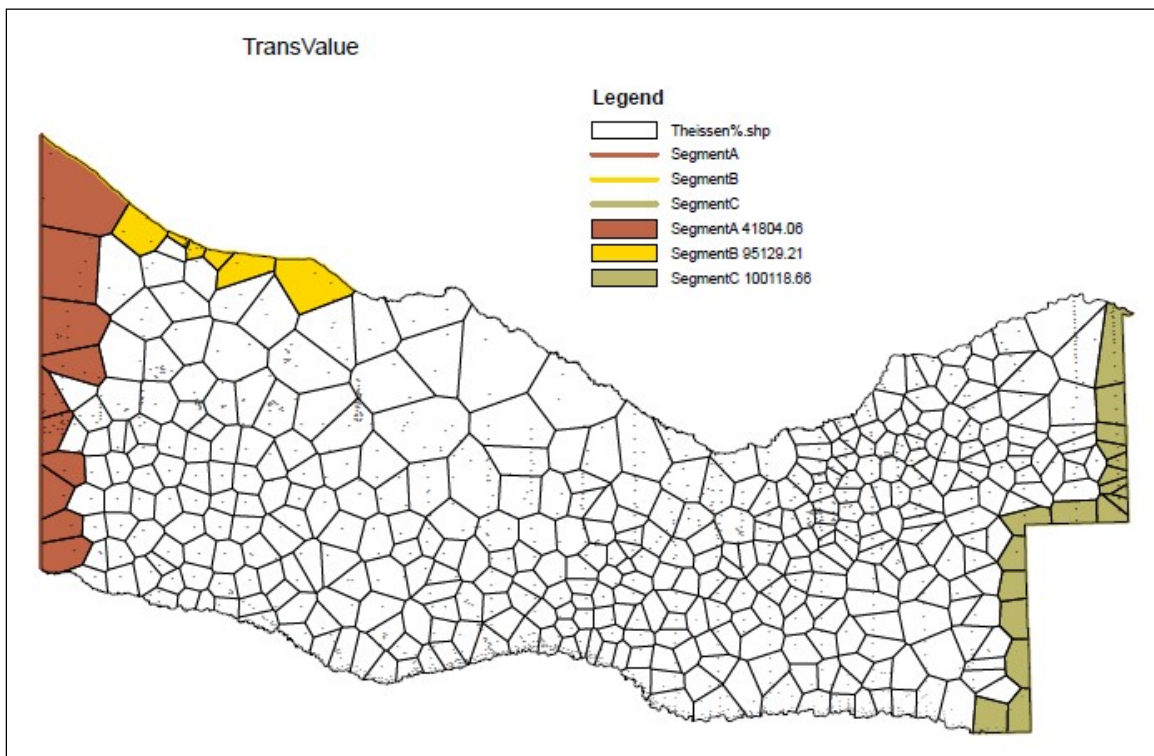 TransValue
Legend
Theissen%.shp
SegmentA
SegmentB
SegmentC
SegmentA 41804.06
SegmentB 95129.21
SegmentC 100118.66